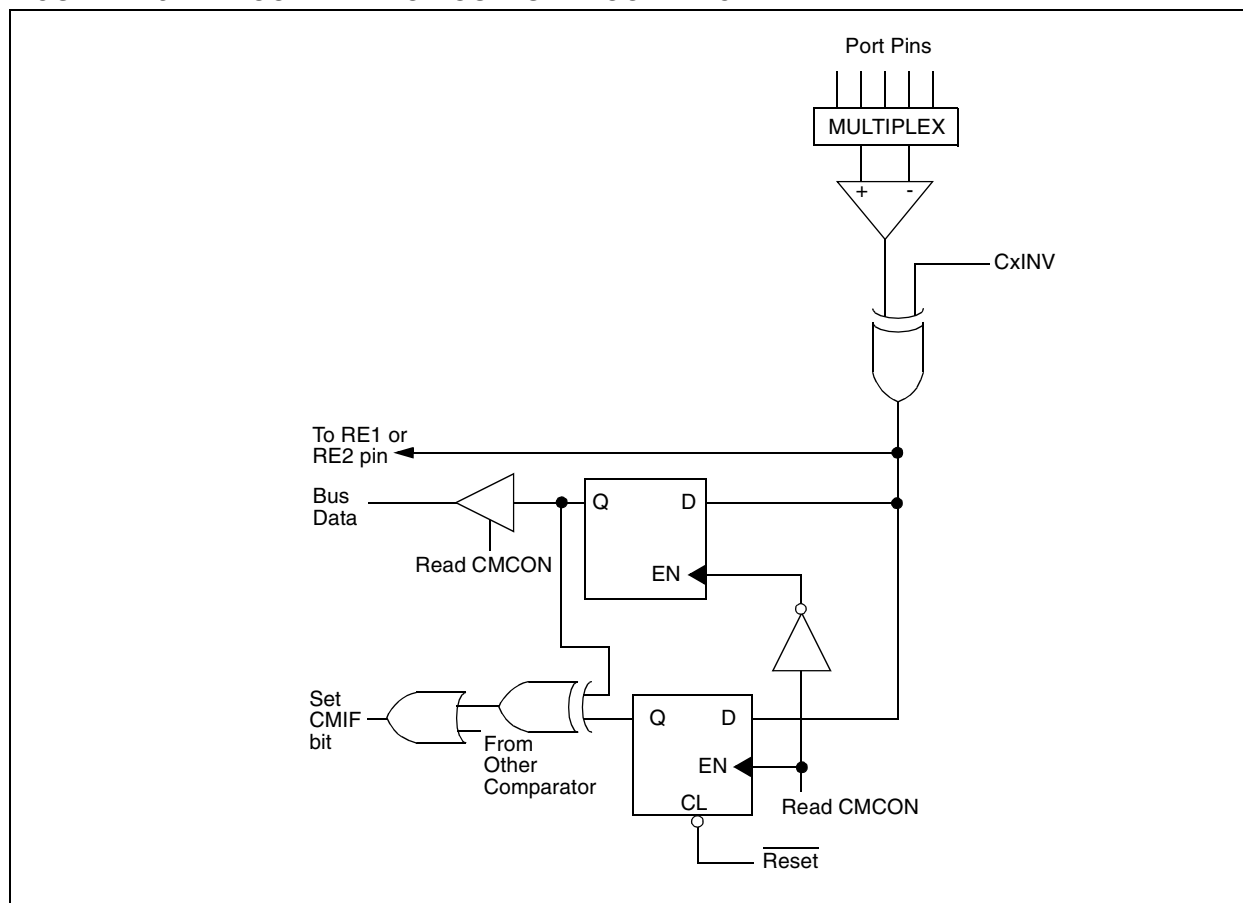 Port Pins
MULTIPLEX
+ -
CxINV
To RE1 or
RE2 pin
Bus
Data
Q D
Read CMCON
EN
Set
CMIF
bit
Q D
From
Other
Comparator
EN
CL
Read CMCON
Reset